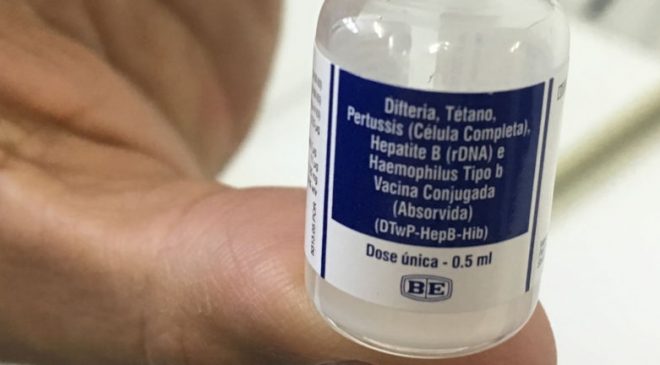 Difteria, Tétano,
Pertussis (Célula Completa),
Hepatite B (rDNA) e
Haemophilus Tipo b
Vacina Conjugada
(Absorvida)
(DTwP-HepB-Hib)
Dose única - 0.5 ml
BE